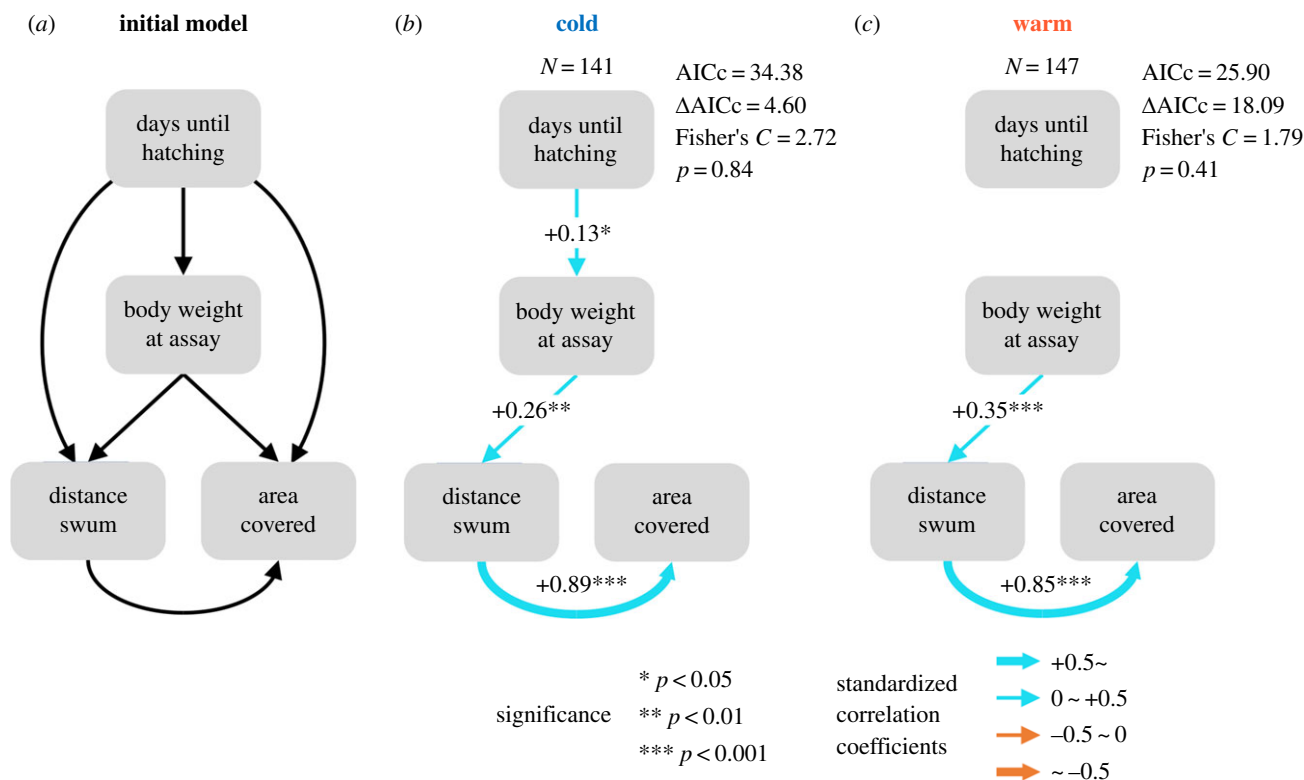 (a) initial model
days until
hatching
body weight
at assay
distance
swum
area
covered
(b) cold
N = 141
AICc = 34.38
ΔAICc = 4.60
Fisher's C = 2.72
p = 0.84
days until
hatching
+0.13*
body weight
at assay
+0.26**
distance
swum
area
covered
+0.89***
(c) warm
N = 147
AICc = 25.90
ΔAICc = 18.09
Fisher's C = 1.79
p = 0.41
days until
hatching
body weight
at assay
+0.35***
distance
swum
area
covered
+0.85***
significance
* p < 0.05
** p < 0.01
*** p < 0.001
standardized
correlation
coefficients
+0.5~
0 ~ +0.5
–0.5 ~ 0
~ –0.5